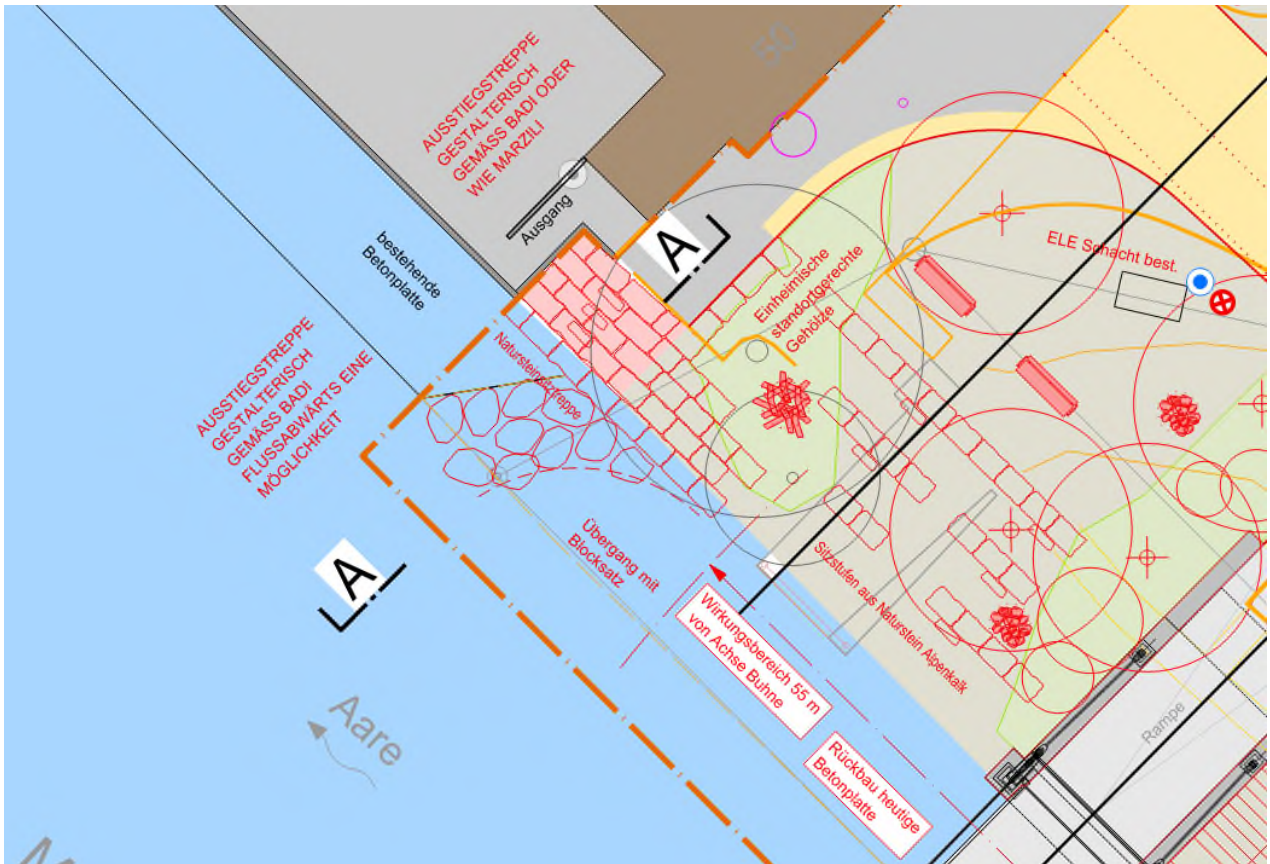 AUSSTIEGSTREPPE
GESTALTERISCH
GEMÄSS BADI ODER
WIE MARZILI
50
Ausgang
A
bestehende
Betonplatte
Einheimische
standortgerechte
Gehölze
ELE Schacht best.
AUSSTIEGSTREPPE
GESTALTERISCH
GEMÄSS BADI
FLUSSABWÄRTS EINE
MÖGLICHKEIT
Natursteinsitztreppe
Übergang mit
Blocksatz
A
Sitzstufen aus Naturstein Alpenkalk
Wirkungsbereich 55 m
von Achse Buhne
Rückbau heutige
Betonplatte
Rampe
Aare
M